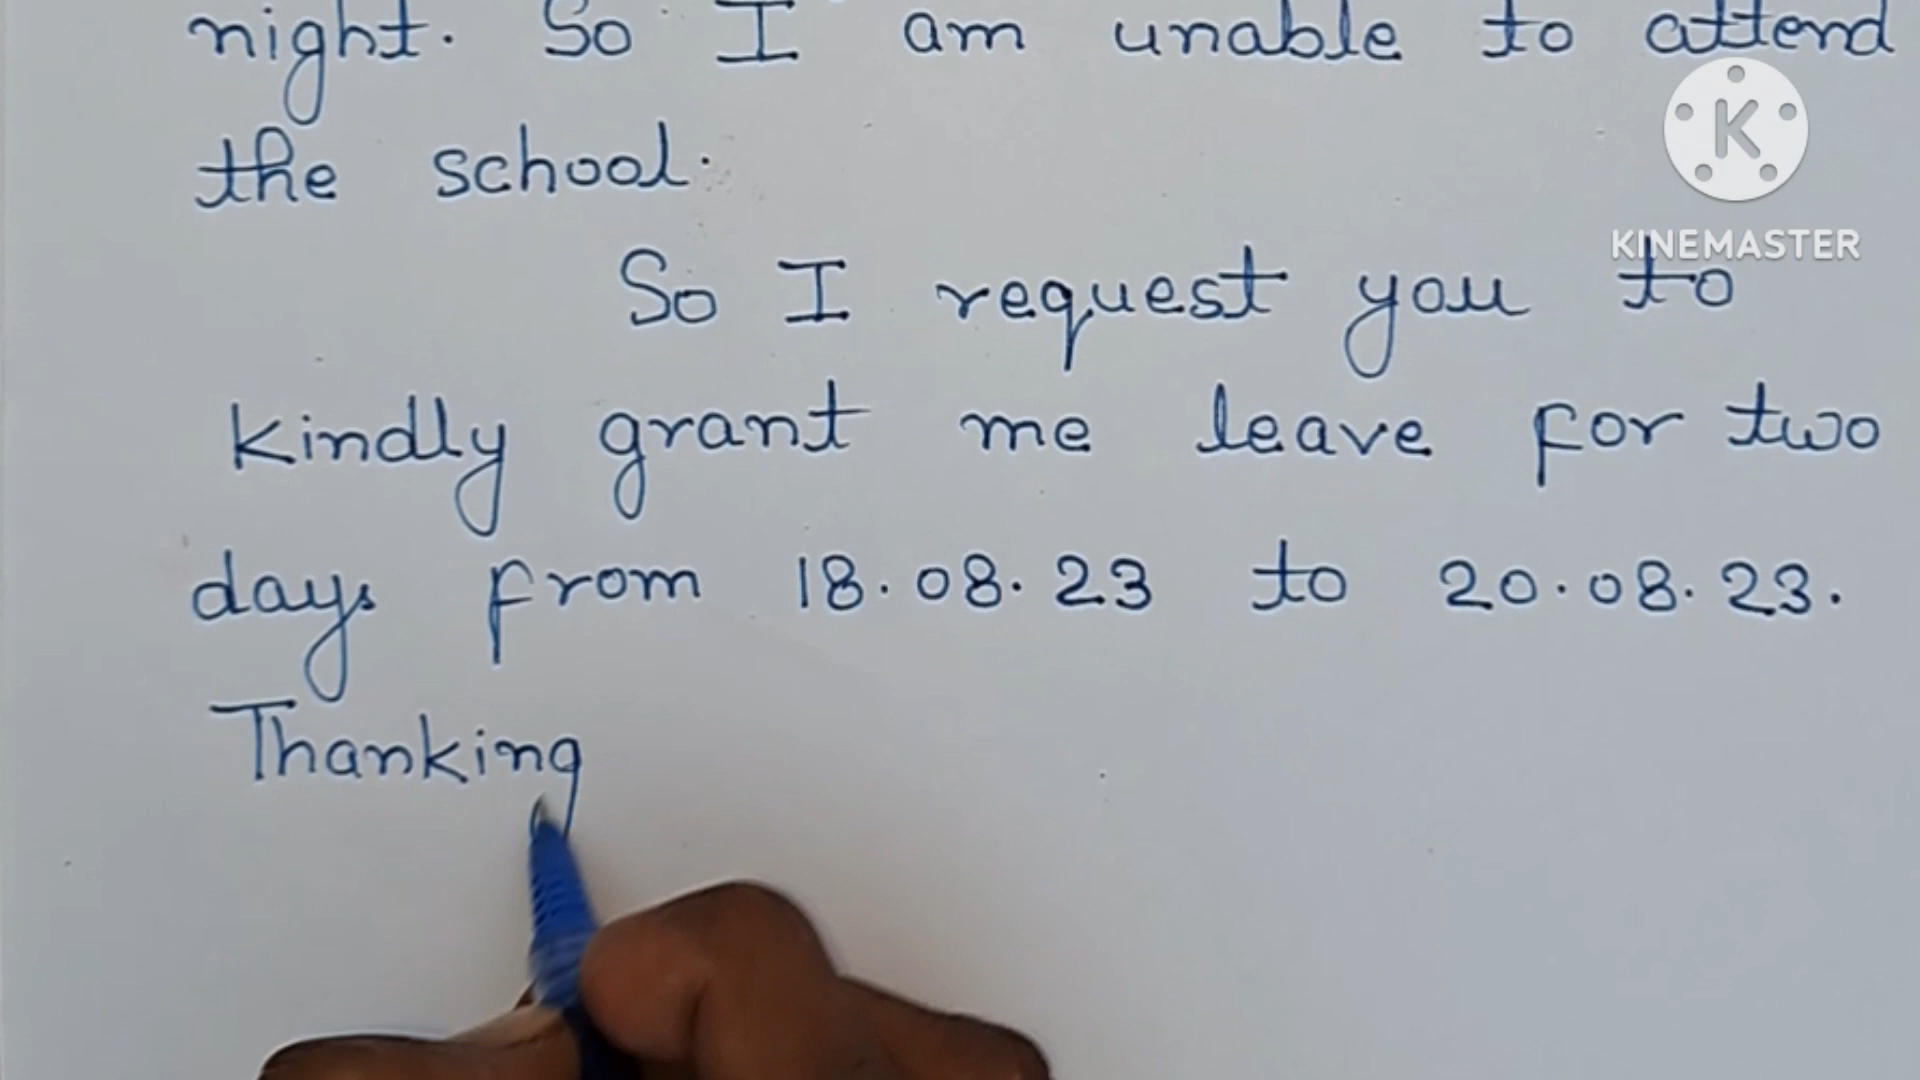 night. So I am unable to attend
the school.
KINEMASTER
So I request you to
kindly grant me leave for two
days from 18.08.23 to 20.08.23.
Thanking